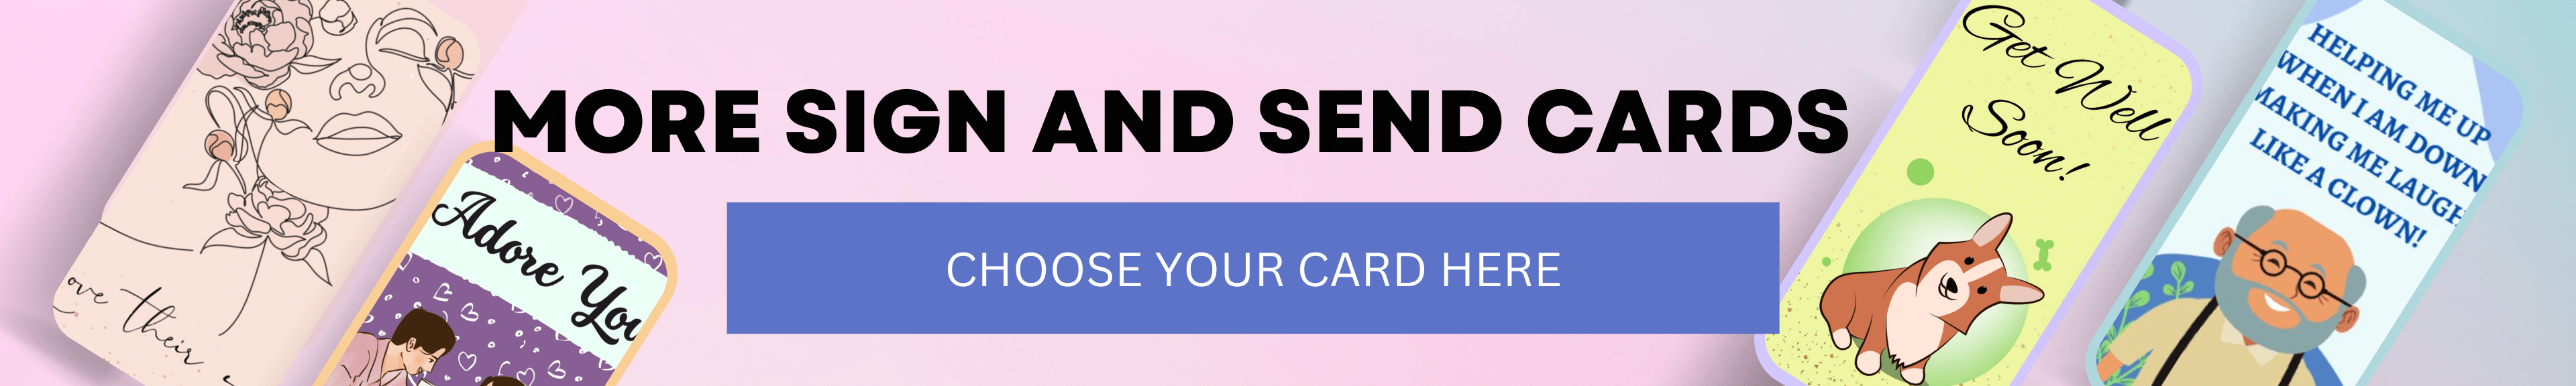 MORE SIGN AND SEND CARDS
CHOOSE YOUR CARD HERE
ove their
Adore You
Get Well
Soon!
HELPING ME UP
WHEN I AM DOWN
MAKING ME LAUGH
LIKE A CLOWN!